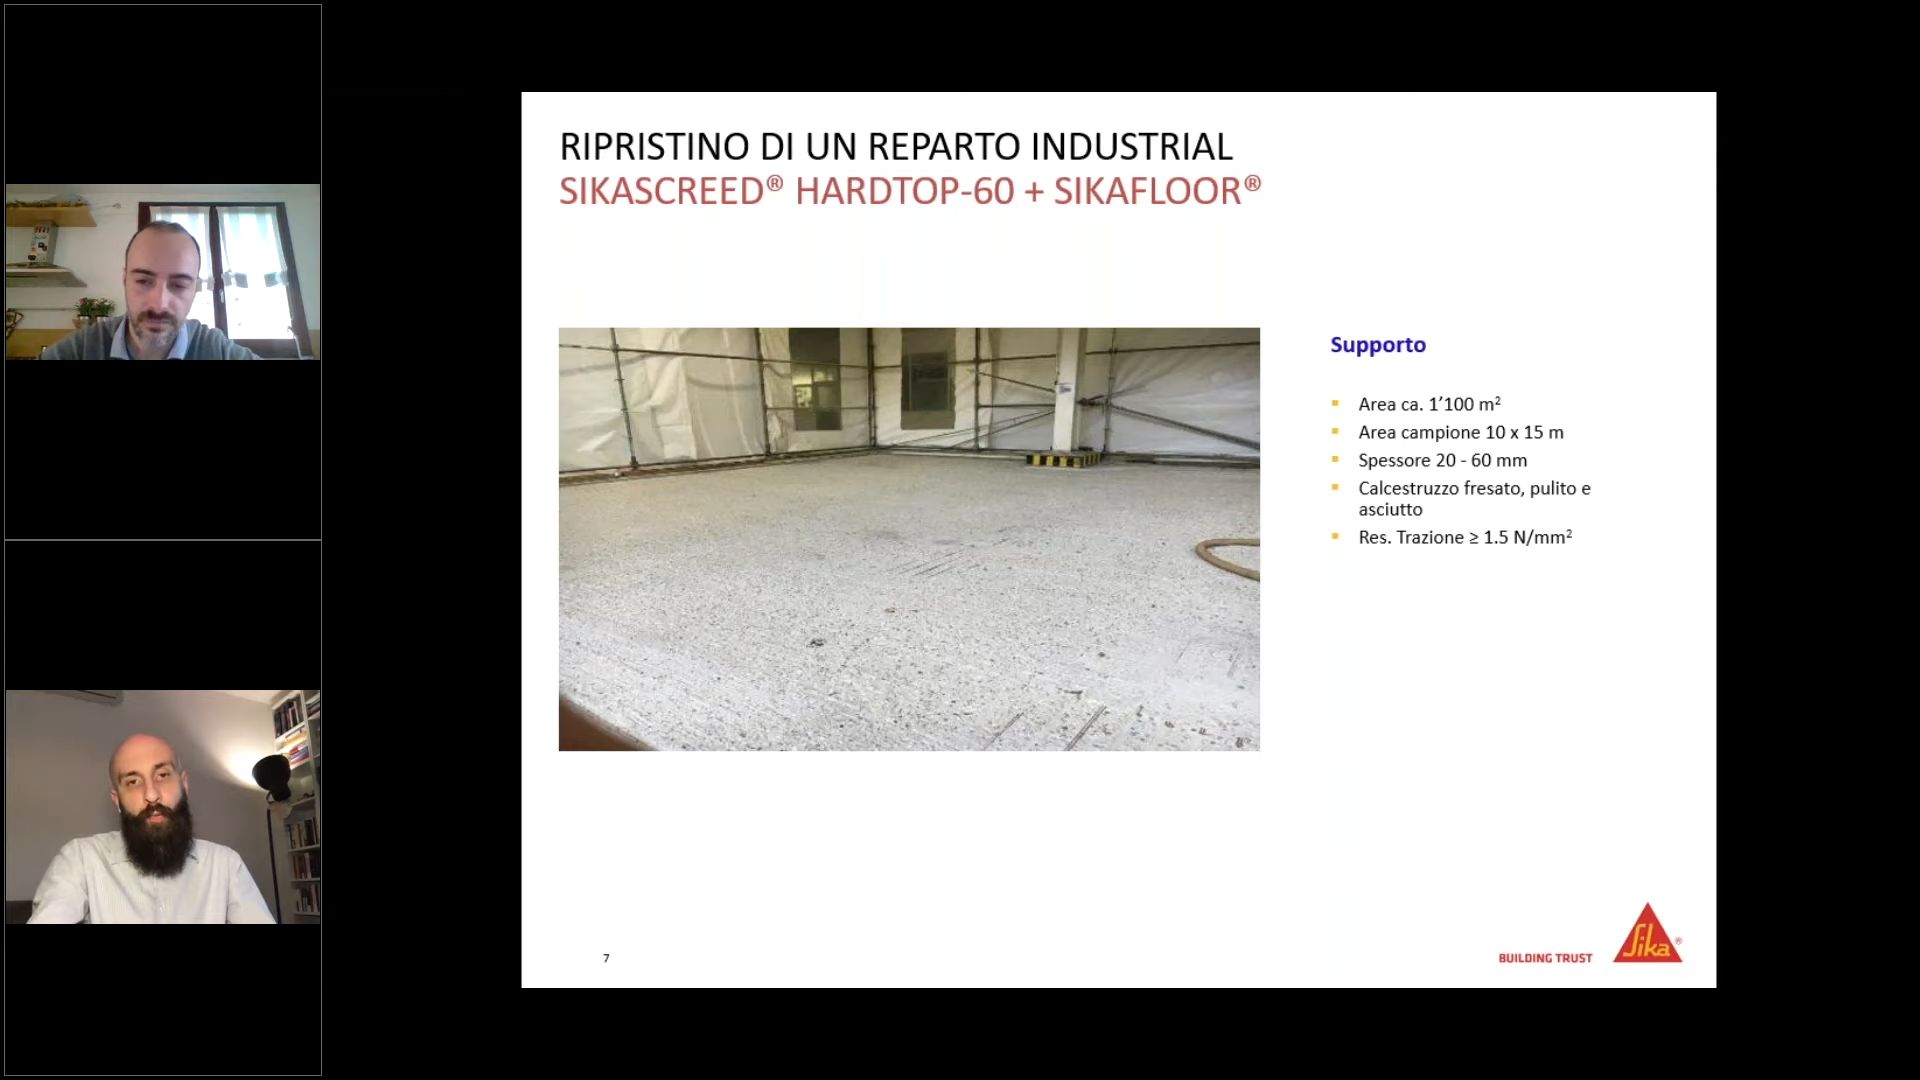 RIPRISTINO DI UN REPARTO INDUSTRIAL
SIKASCREED® HARDTOP-60 + SIKAFLOOR®
Supporto
▪ Area ca. 1’100 m²
▪ Area campione 10 x 15 m
▪ Spessore 20 - 60 mm
▪ Calcestruzzo fresato, pulito e
asciutto
▪ Res. Trazione ≥ 1.5 N/mm²
7
BUILDING TRUST
Sika®